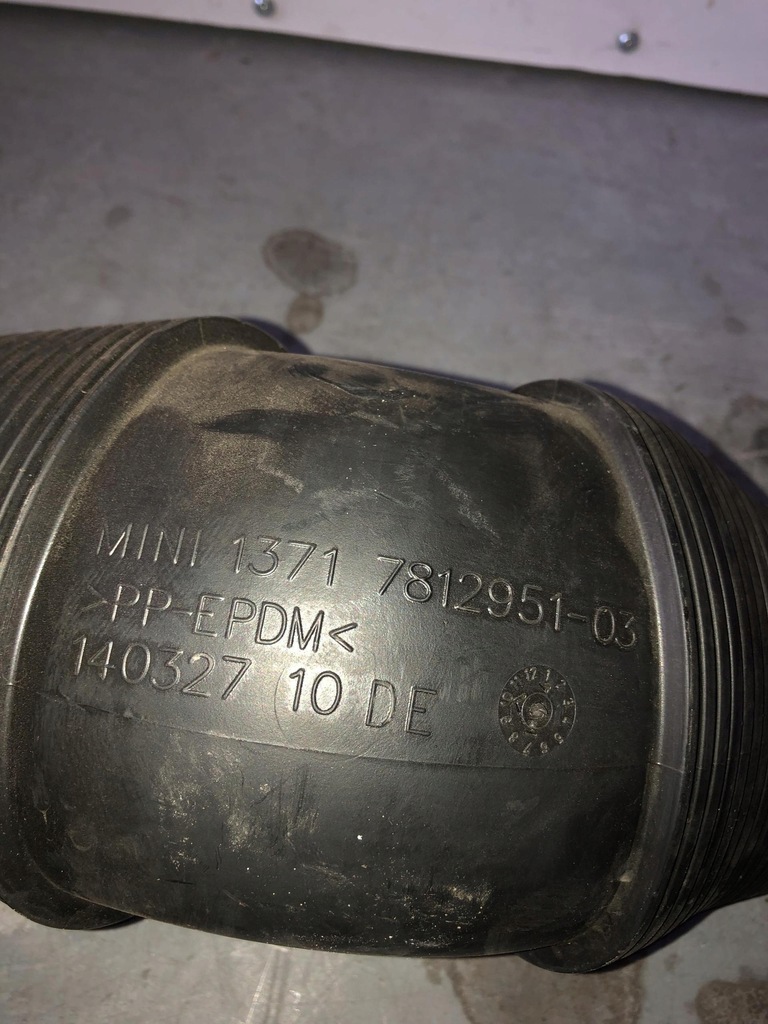 MINI 1371 7812951-03
>PP-EPDM<
140327 10 DE